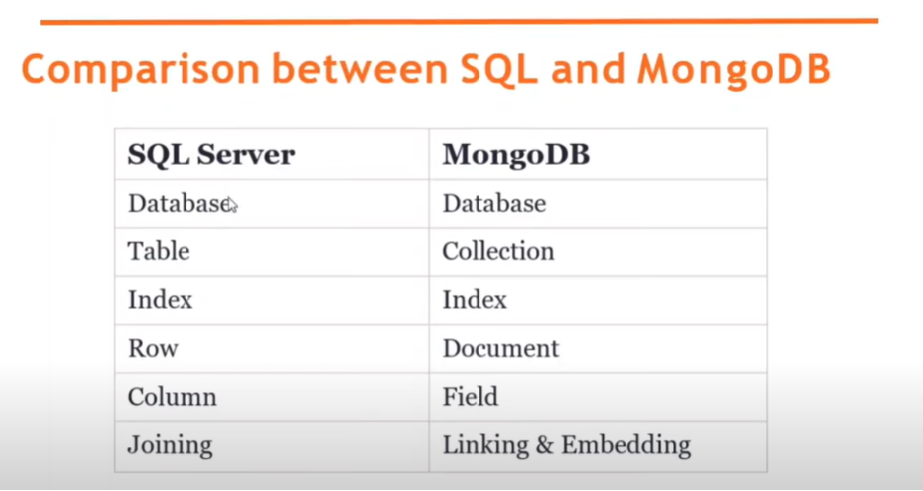 Comparison between SQL and MongoDB
SQL Server MongoDB
Database Database
Table Collection
Index Index
Row Document
Column Field
Joining Linking & Embedding